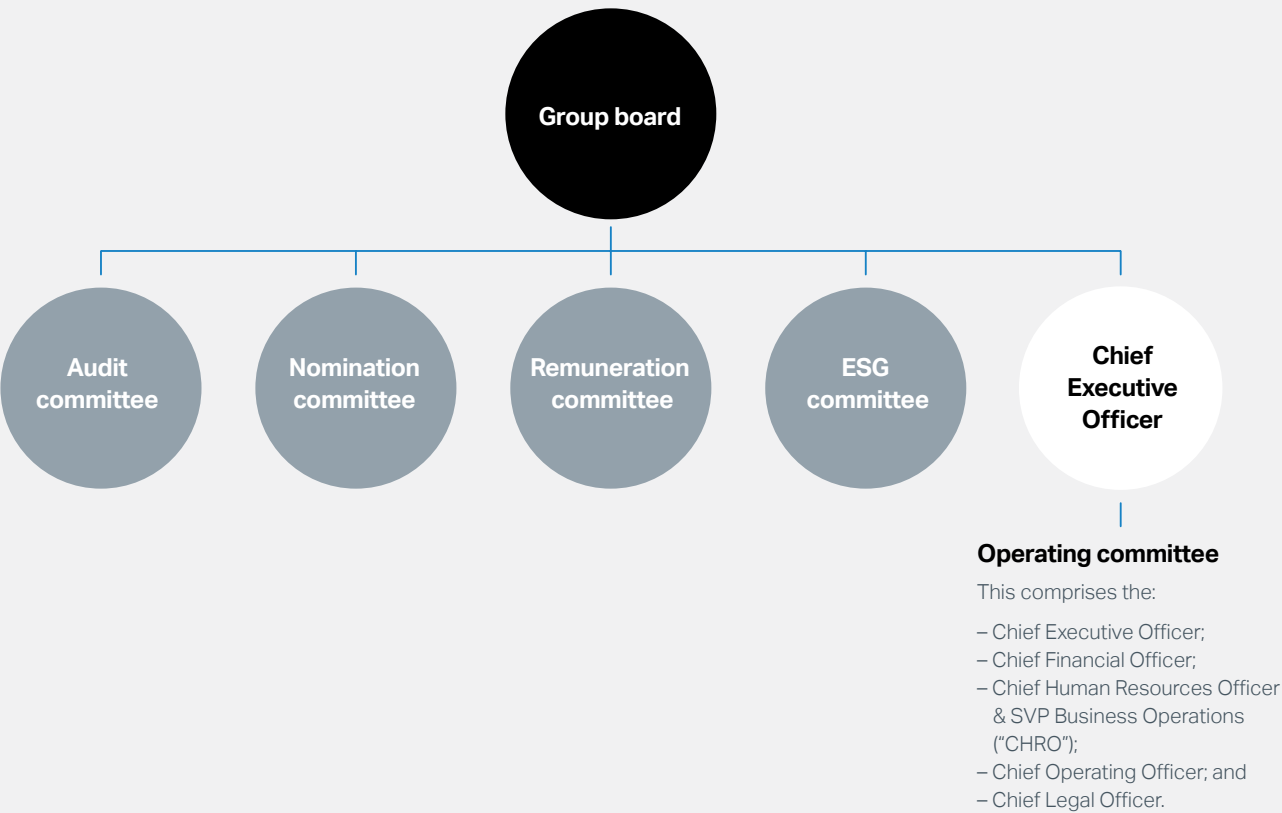 Group board
Audit
committee
Nomination
committee
Remuneration
committee
ESG
committee
Chief
Executive
Officer
Operating committee
This comprises the:
– Chief Executive Officer;
– Chief Financial Officer;
– Chief Human Resources Officer
& SVP Business Operations
(“CHRO”);
– Chief Operating Officer; and
– Chief Legal Officer.